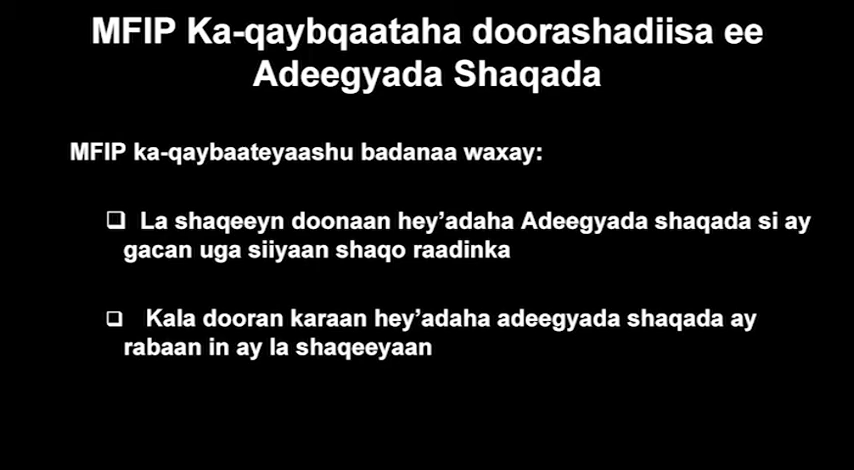 MFIP Ka-qaybqaataha doorashadiisa ee
Adeegyada Shaqada
MFIP ka-qaybaateyaashu badanaa waxay:
❑ La shaqeeyn doonaan hey’adaha Adeegyada shaqada si ay
gacan uga siiyaan shaqo raadinka
❑ Kala dooran karaan hey’adaha adeegyada shaqada ay
rabaan in ay la shaqeeyaan